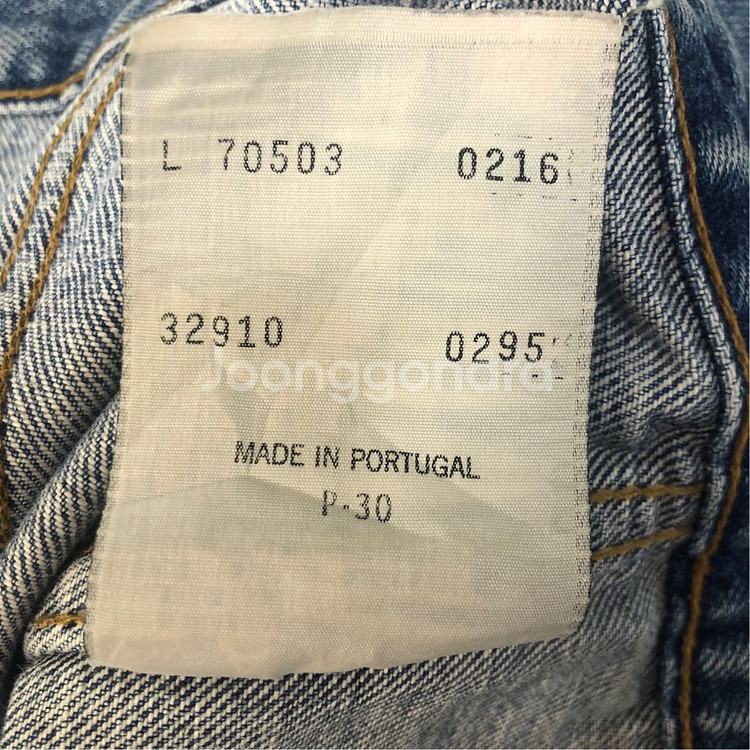 L 70503 0216
32910 0295
Joonggonara
MADE IN PORTUGAL
P-30